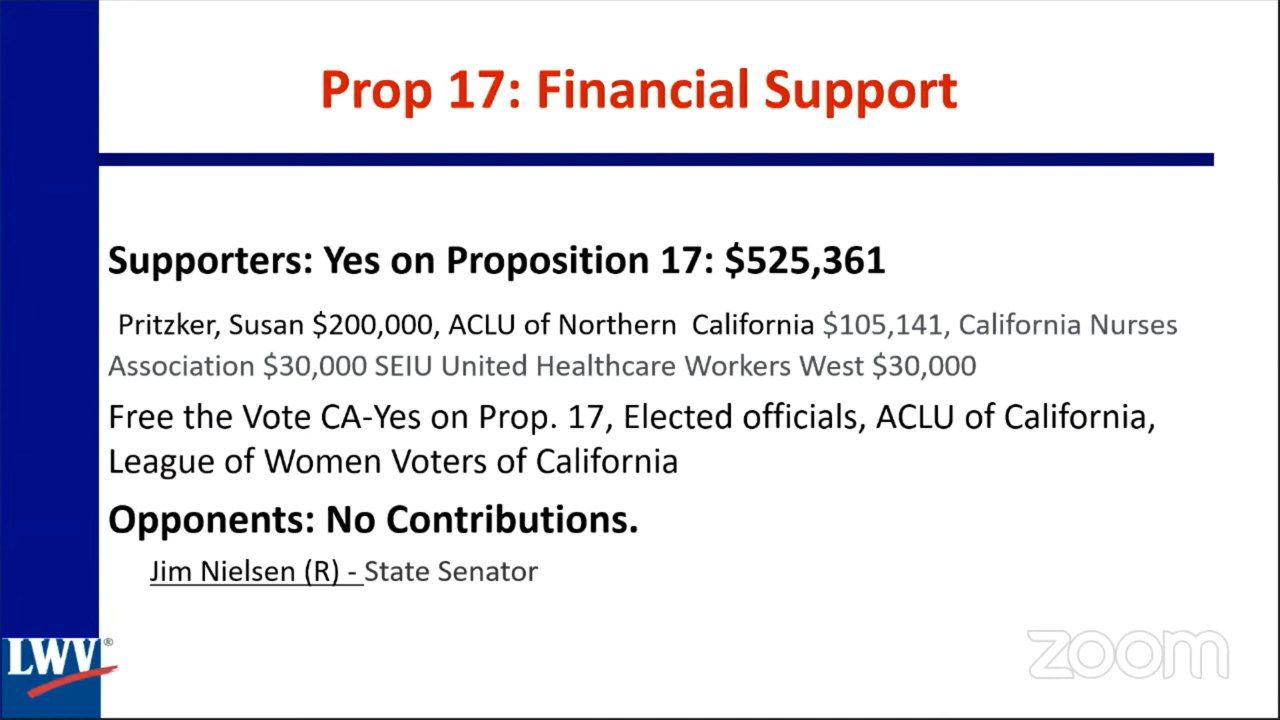 Prop 17: Financial Support
Supporters: Yes on Proposition 17: $525,361
Pritzker, Susan $200,000, ACLU of Northern California $105,141, California Nurses
Association $30,000 SEIU United Healthcare Workers West $30,000
Free the Vote CA-Yes on Prop. 17, Elected officials, ACLU of California,
League of Women Voters of California
Opponents: No Contributions.
Jim Nielsen (R) - State Senator
LWV®
zoom